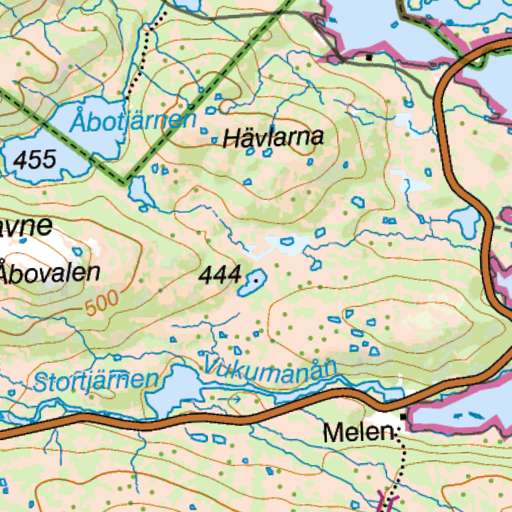 Åbotjärnen
Hävlarna
455
avne
Åbovalen
444
500
Stortjärnen
Vukumanån
Melen